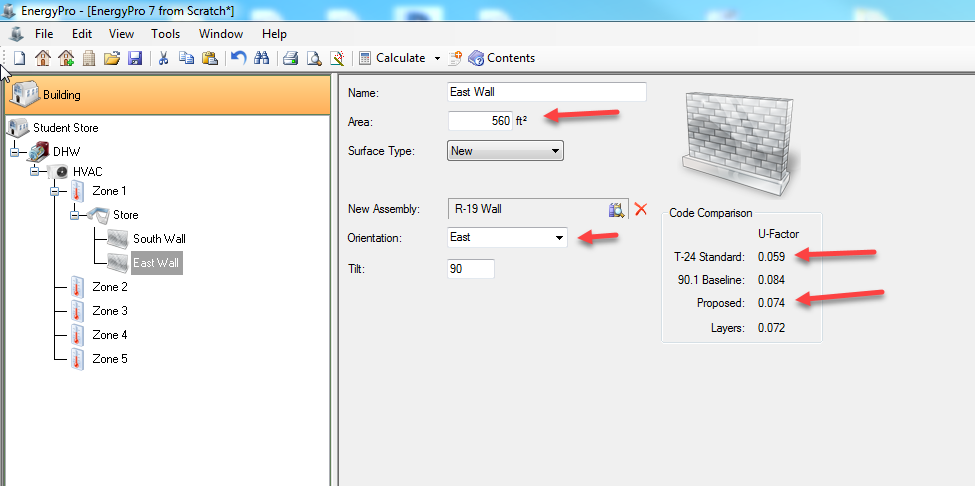 EnergyPro - [EnergyPro 7 from Scratch*]
File Edit View Tools Window Help
Calculate Contents
Building
Student Store
DHW
HVAC
Zone 1
Store
South Wall
East Wall
Zone 2
Zone 3
Zone 4
Zone 5
Name: East Wall
Area: 560 ft²
Surface Type: New
New Assembly: R-19 Wall
Orientation: East
Tilt: 90
Code Comparison
U-Factor
T-24 Standard: 0.059
90.1 Baseline: 0.084
Proposed: 0.074
Layers: 0.072